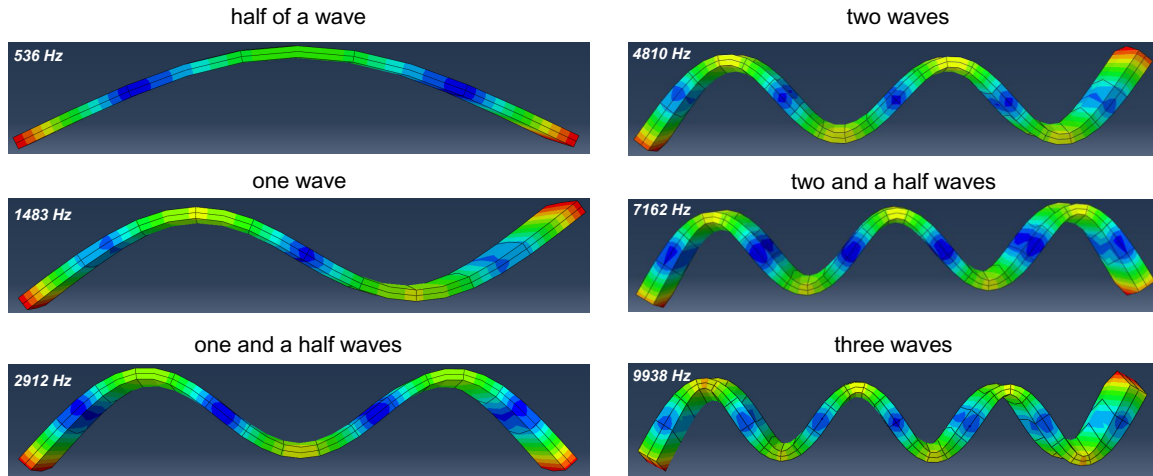 half of a wave
536 Hz
one wave
1483 Hz
one and a half waves
2912 Hz
two waves
4810 Hz
two and a half waves
7162 Hz
three waves
9938 Hz